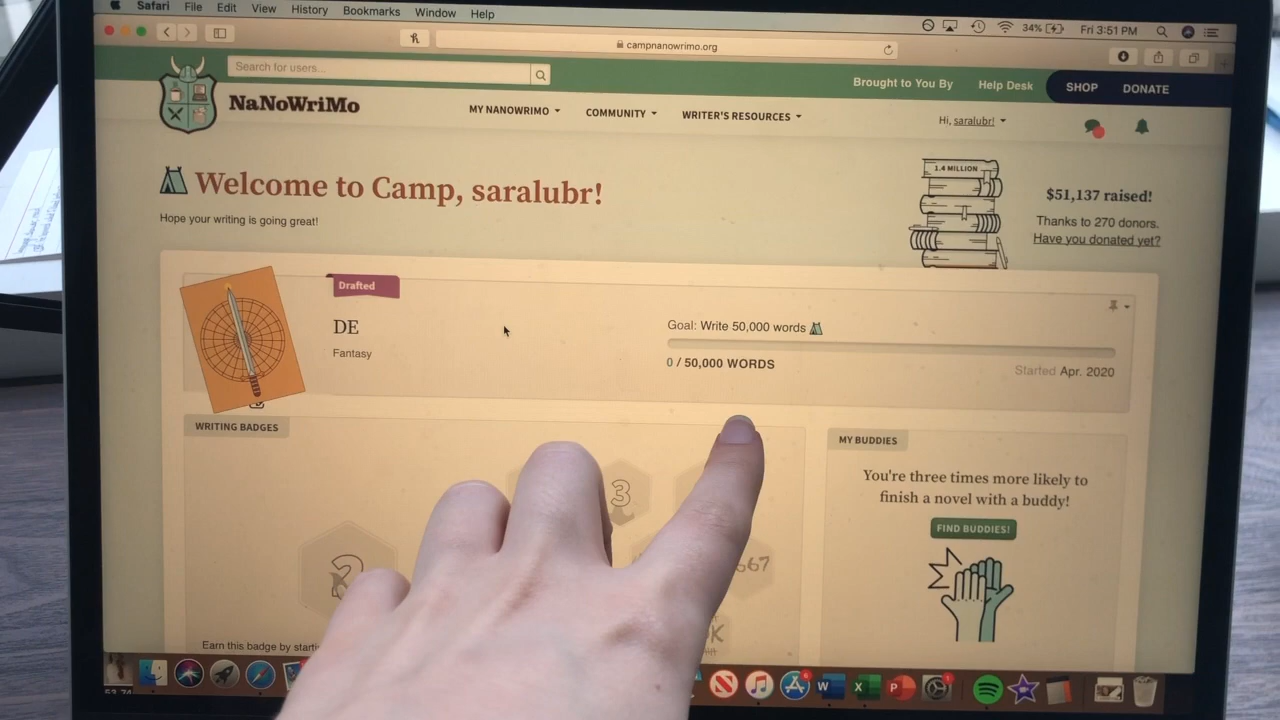 Safari File Edit View History Bookmarks Window Help
34% Fri 3:51 PM
campnanowrimo.org
Search for users...
Brought to You By Help Desk SHOP DONATE
NaNoWriMo
MY NANOWRIMO COMMUNITY WRITER'S RESOURCES
Hi, saralubr!
Welcome to Camp, saralubr!
Hope your writing is going great!
1.4 MILLION
$51,137 raised!
Thanks to 270 donors.
Have you donated yet?
Drafted
DE
Fantasy
Goal: Write 50,000 words
0 / 50,000 WORDS
Started Apr. 2020
WRITING BADGES
MY BUDDIES
You're three times more likely to
finish a novel with a buddy!
FIND BUDDIES!
3
2
667
K
Earn this badge by starti
W X P